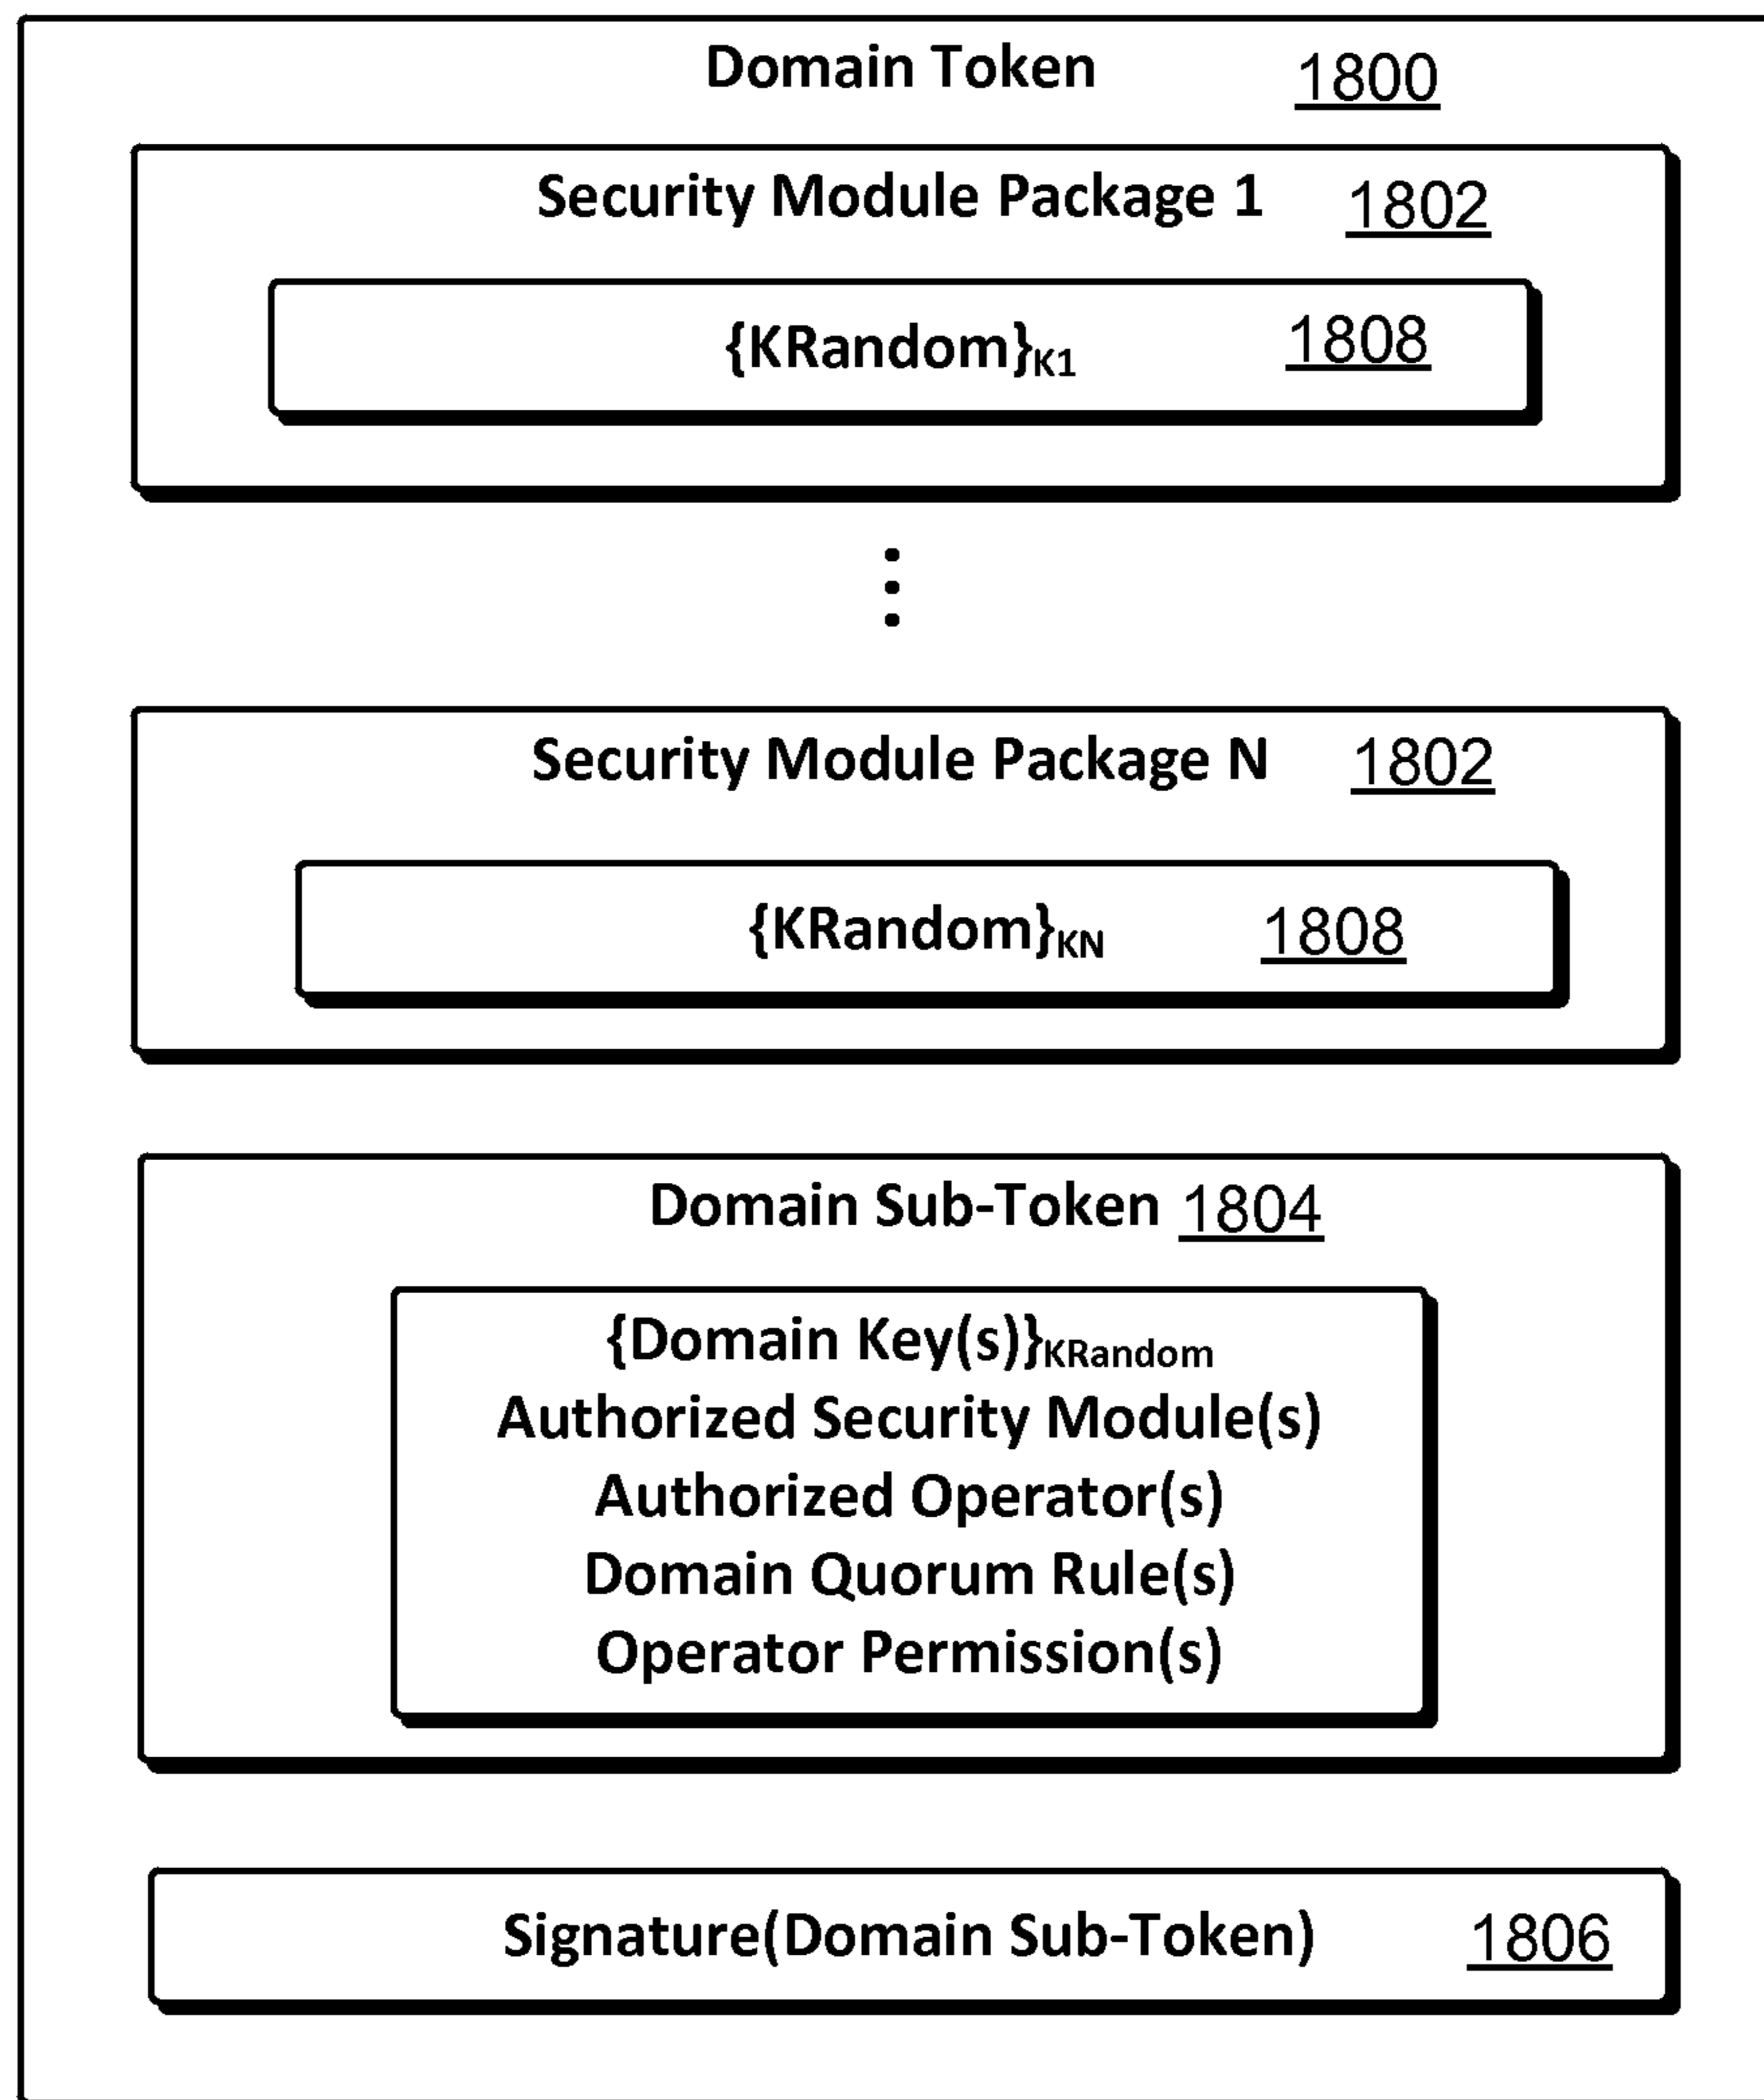 Domain Token 1800
Security Module Package 1 1802
{KRandom}K1 1808
Security Module Package N 1802
{KRandom}KN 1808
Domain Sub-Token 1804
{Domain Key(s)}KRandom
Authorized Security Module(s)
Authorized Operator(s)
Domain Quorum Rule(s)
Operator Permission(s)
Signature(Domain Sub-Token) 1806